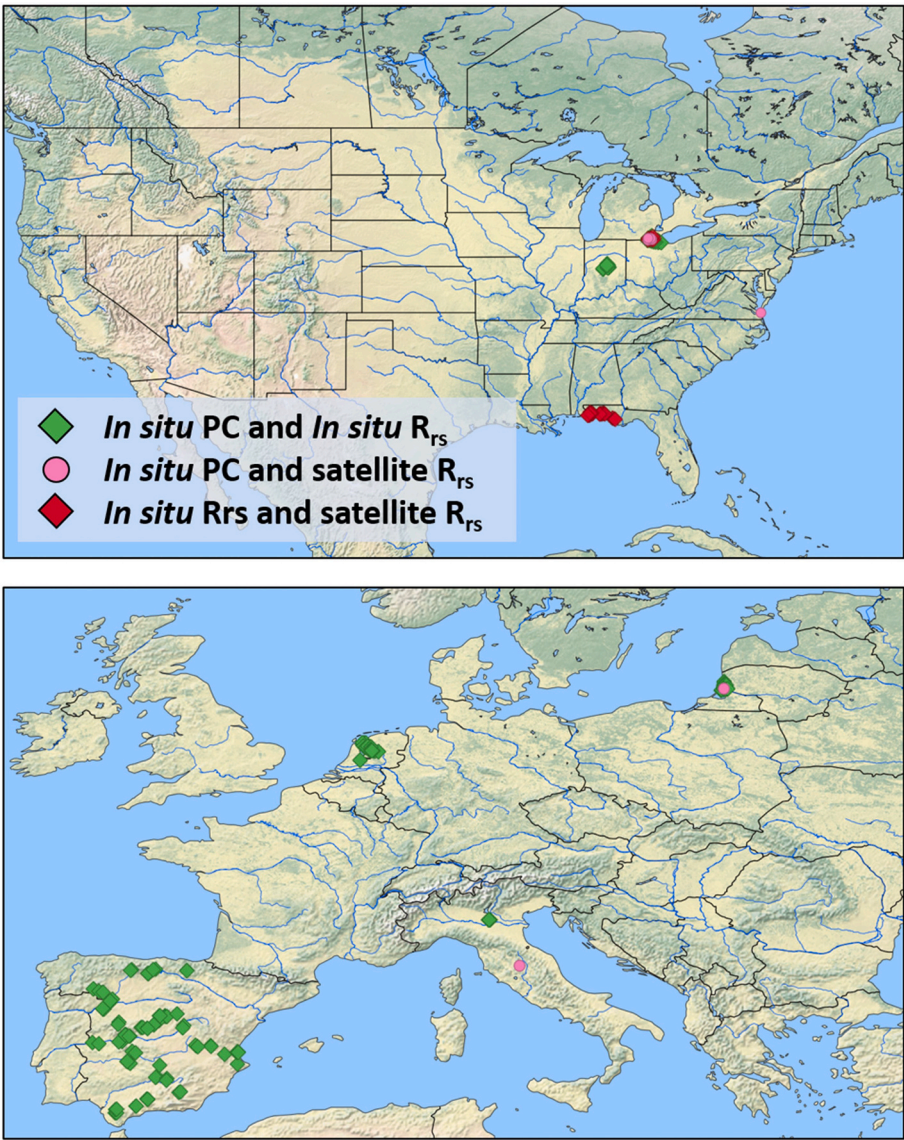 In situ PC and In situ Rrs
In situ PC and satellite Rrs
In situ Rrs and satellite Rrs